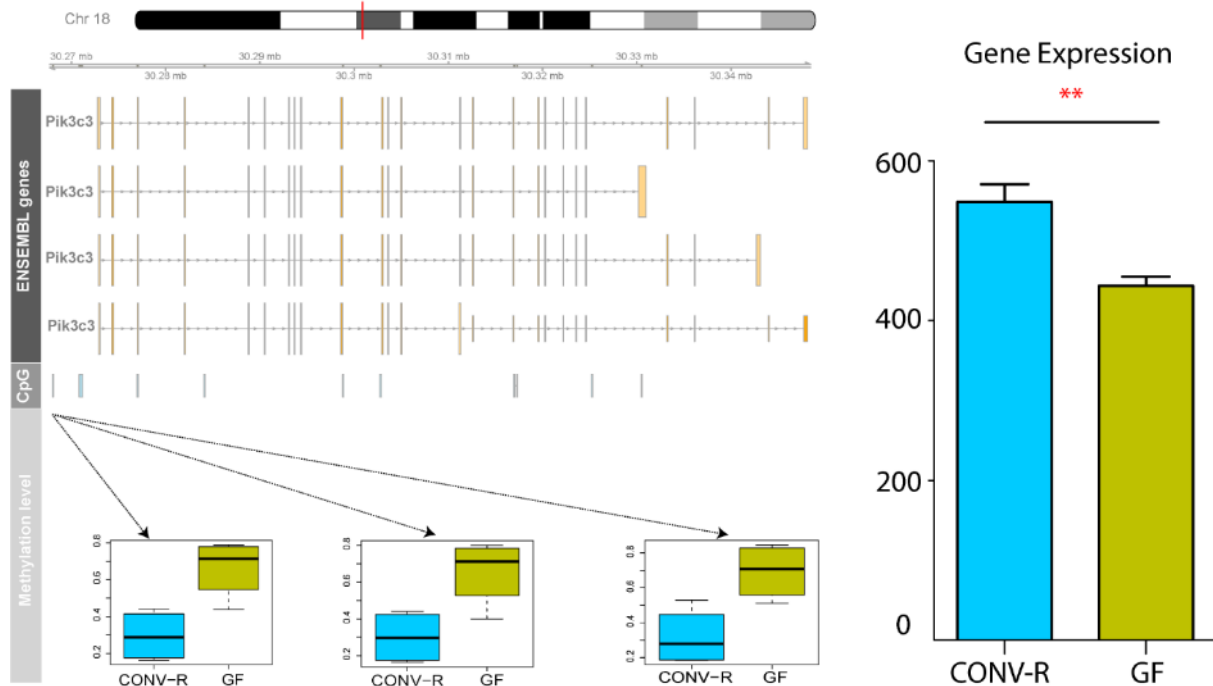 Chr 18
30.27 mb 30.29 mb 30.31 mb 30.33 mb
30.28 mb 30.3 mb 30.32 mb 30.34 mb
ENSEMBL genes
Pik3c3
Pik3c3
Pik3c3
Pik3c3
CpG
Methylation level
0.8
0.6
0.4
0.2
CONV-R GF
0.8
0.6
0.4
0.2
CONV-R GF
0.8
0.6
0.4
0.2
CONV-R GF
Gene Expression
**
600
400
200
0
CONV-R GF